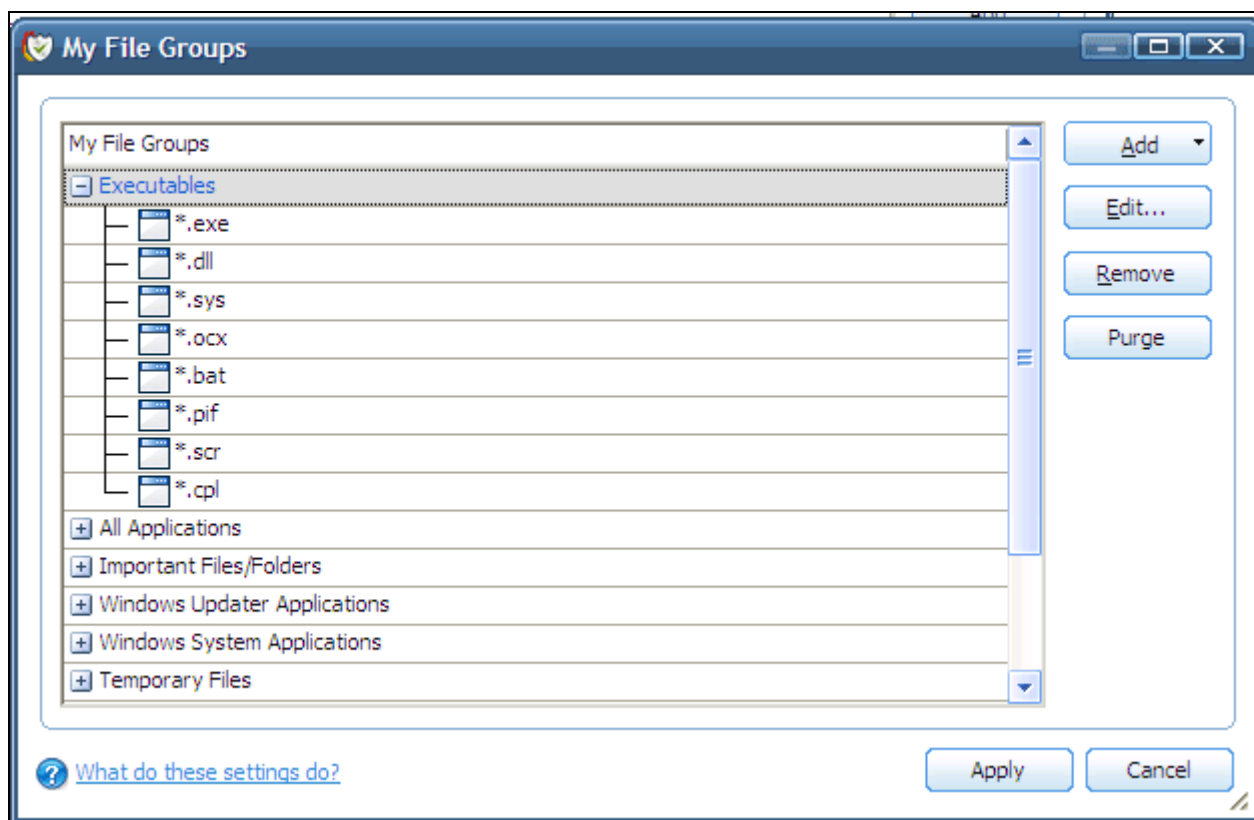 My File Groups
My File Groups
Executables
*.exe
*.dll
*.sys
*.ocx
*.bat
*.pif
*.scr
*.cpl
All Applications
Important Files/Folders
Windows Updater Applications
Windows System Applications
Temporary Files
Add
Edit...
Remove
Purge
What do these settings do?
Apply
Cancel